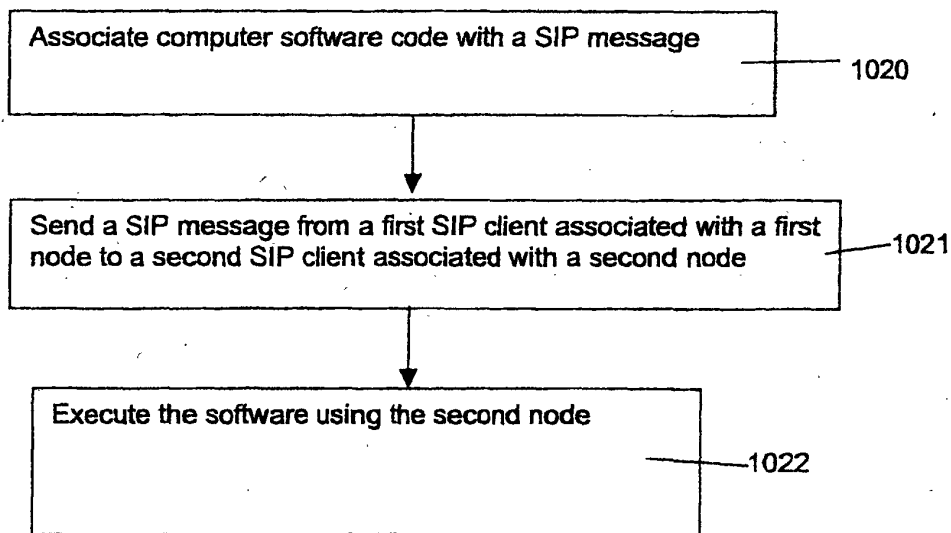 Associate computer software code with a SIP message
1020
Send a SIP message from a first SIP client associated with a first
node to a second SIP client associated with a second node
1021
Execute the software using the second node
1022